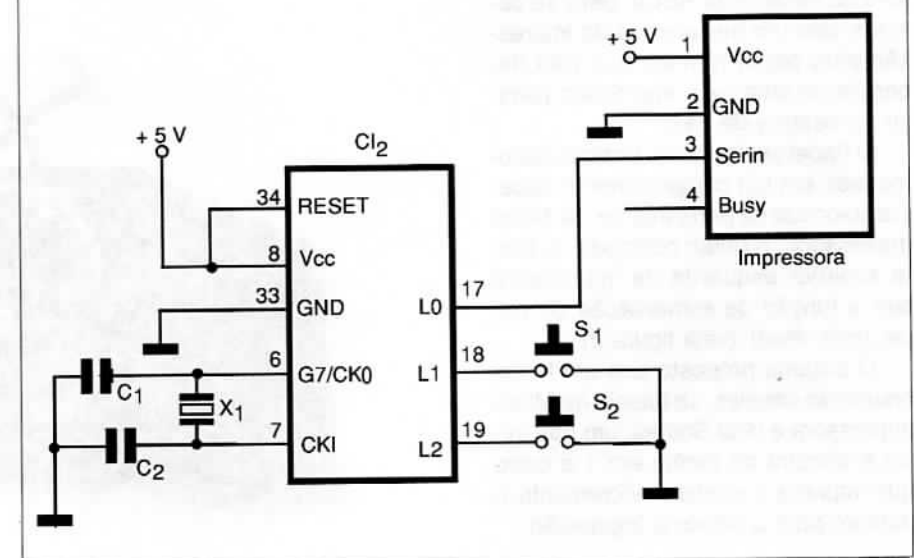 + 5 V
1
Vcc
2
GND
3
Serin
4
Busy
Impressora
+ 5 V
CI2
34
RESET
8
Vcc
33
GND
6
G7/CK0
7
CKI
L0
17
L1
18
L2
19
S1
S2
C1
X1
C2